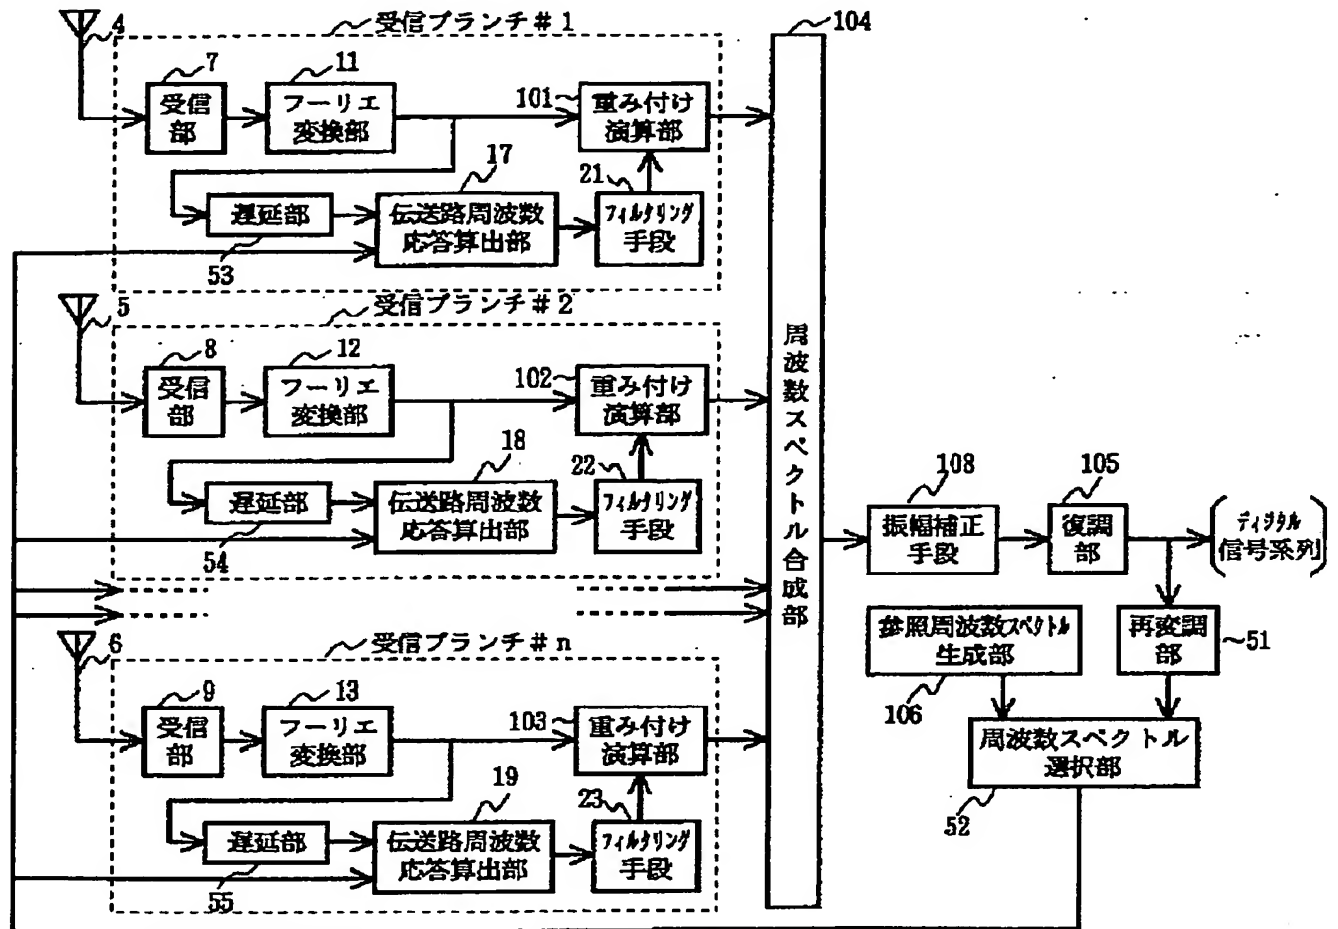 4
受信ブランチ#1
104
7
11
受信部
フーリエ
変換部
101
重み付け
演算部
17
21
遅延部
伝送路周波数
応答算出部
フィルタリング
手段
53
受信ブランチ#2
5
8
12
受信部
フーリエ
変換部
102
重み付け
演算部
18
22
遅延部
伝送路周波数
応答算出部
フィルタリング
手段
54
周波数スペクトル合成部
108
105
振幅補正
手段
復調部
ディジタル
信号系列
参照周波数スペクトル
生成部
再変調部
51
106
周波数スペクトル
選択部
52
受信ブランチ#n
6
9
13
受信部
フーリエ
変換部
103
重み付け
演算部
19
23
遅延部
伝送路周波数
応答算出部
フィルタリング
手段
55